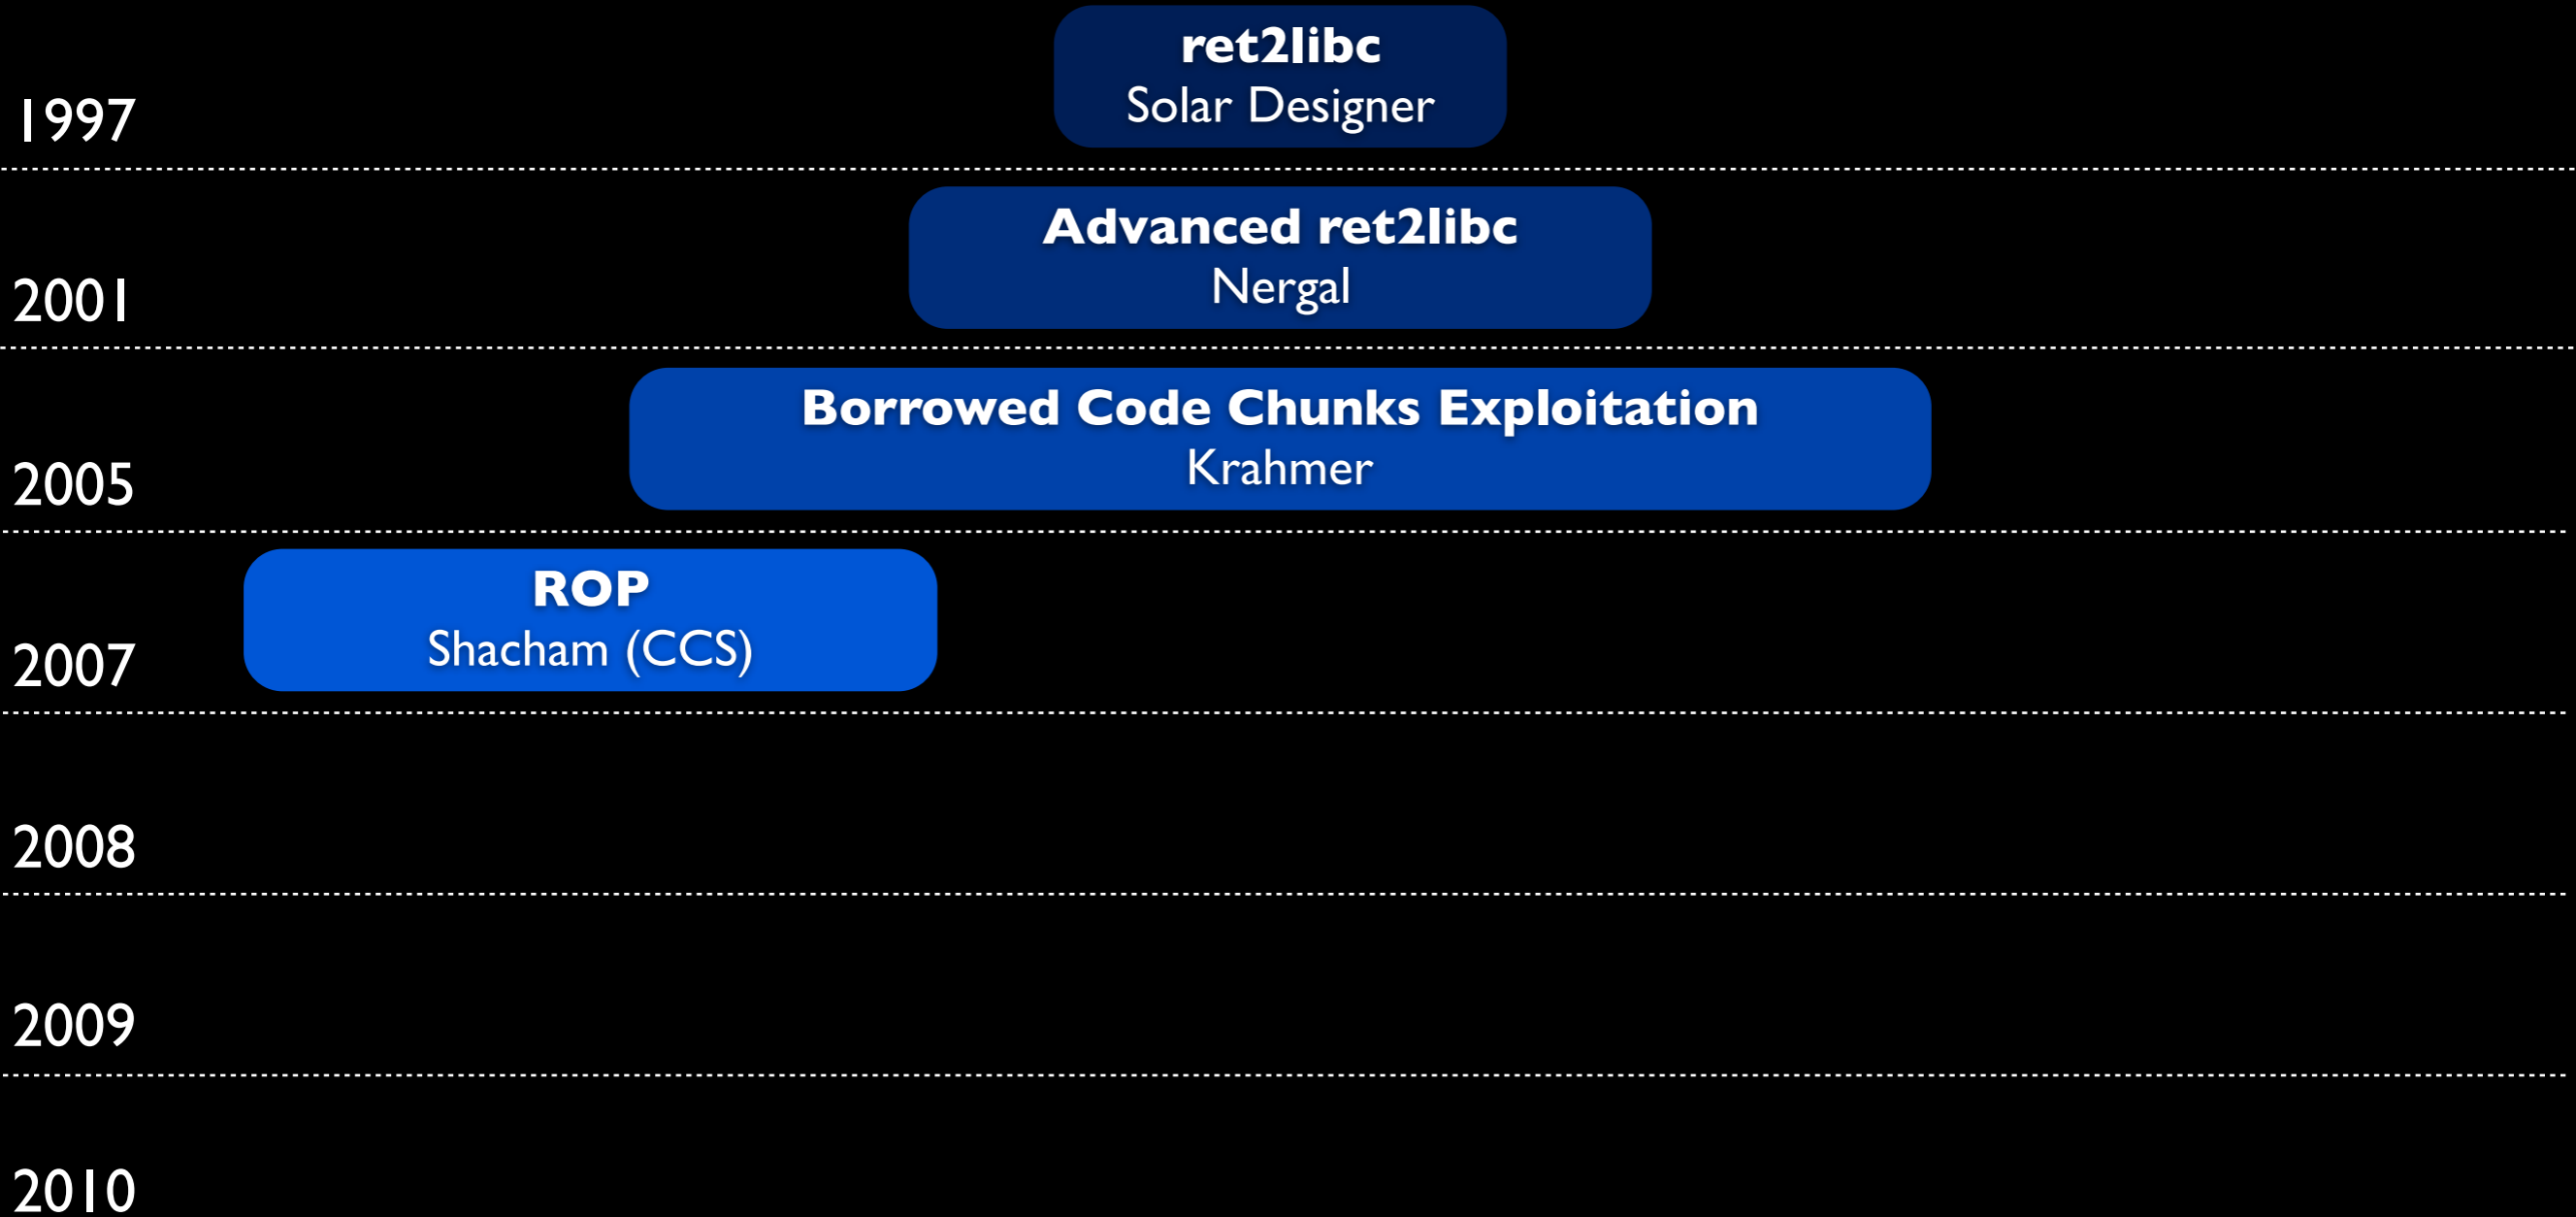 ret2libc
Solar Designer
1997
Advanced ret2libc
Nergal
2001
Borrowed Code Chunks Exploitation
Krahmer
2005
ROP
Shacham (CCS)
2007
2008
2009
2010